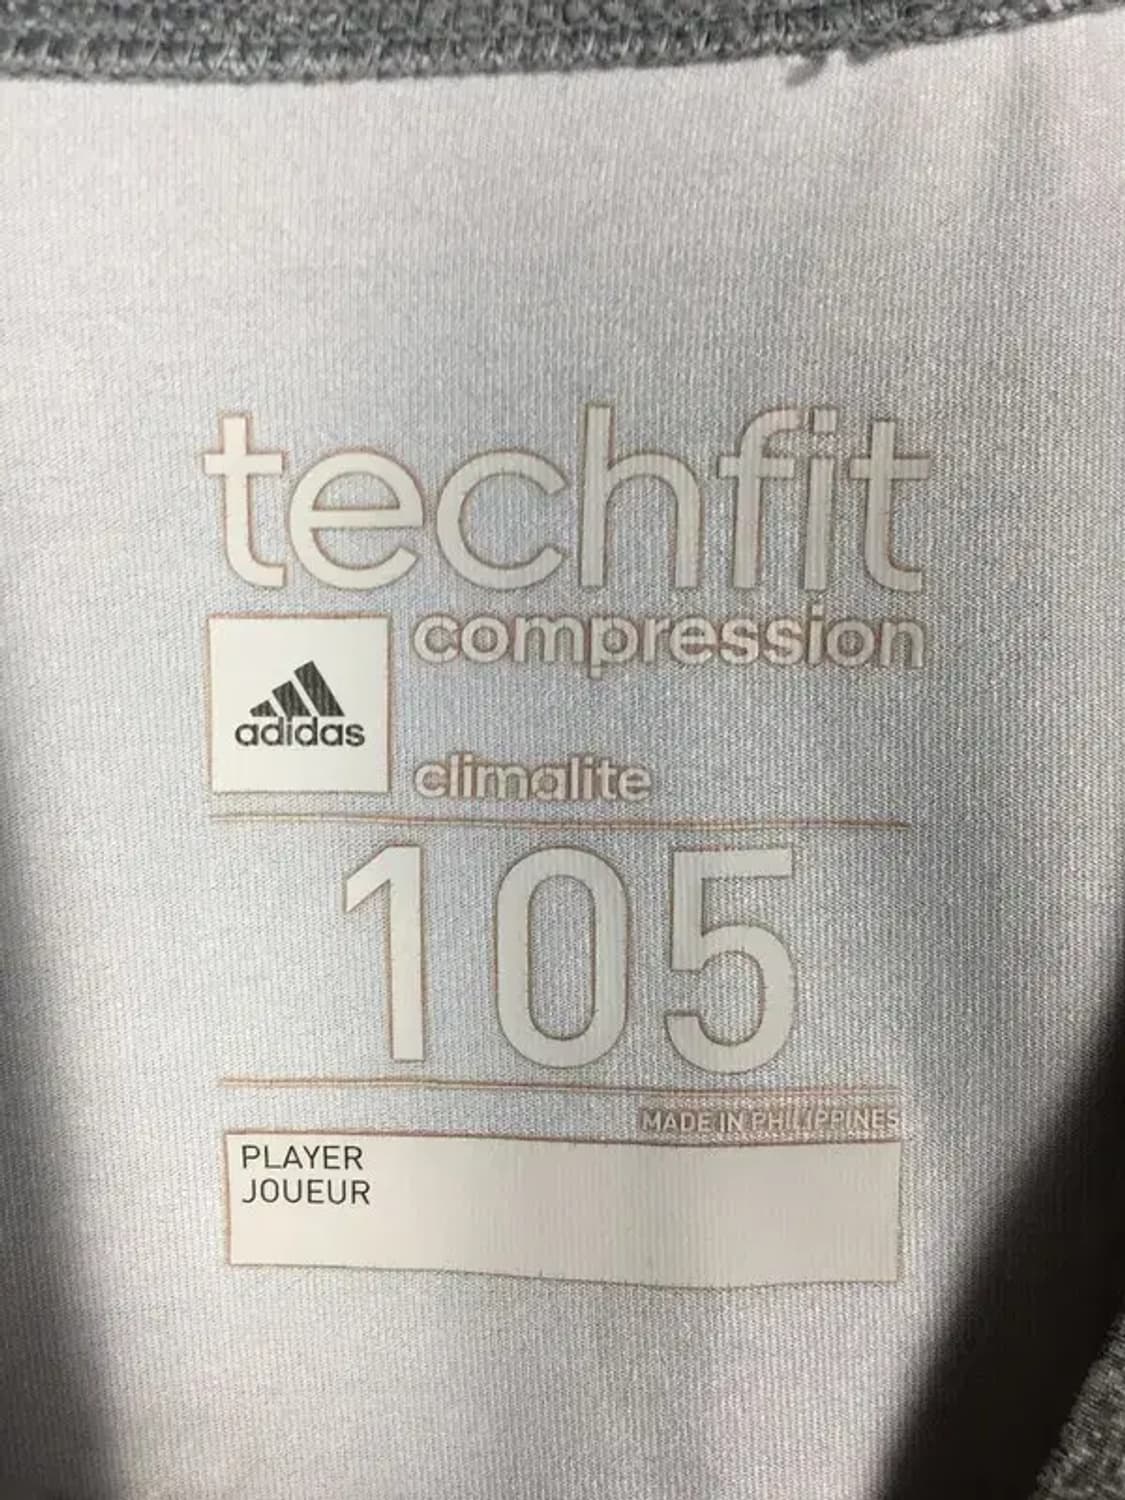 techfit
compression
adidas
climalite
105
MADE IN PHILIPPINES
PLAYER
JOUEUR